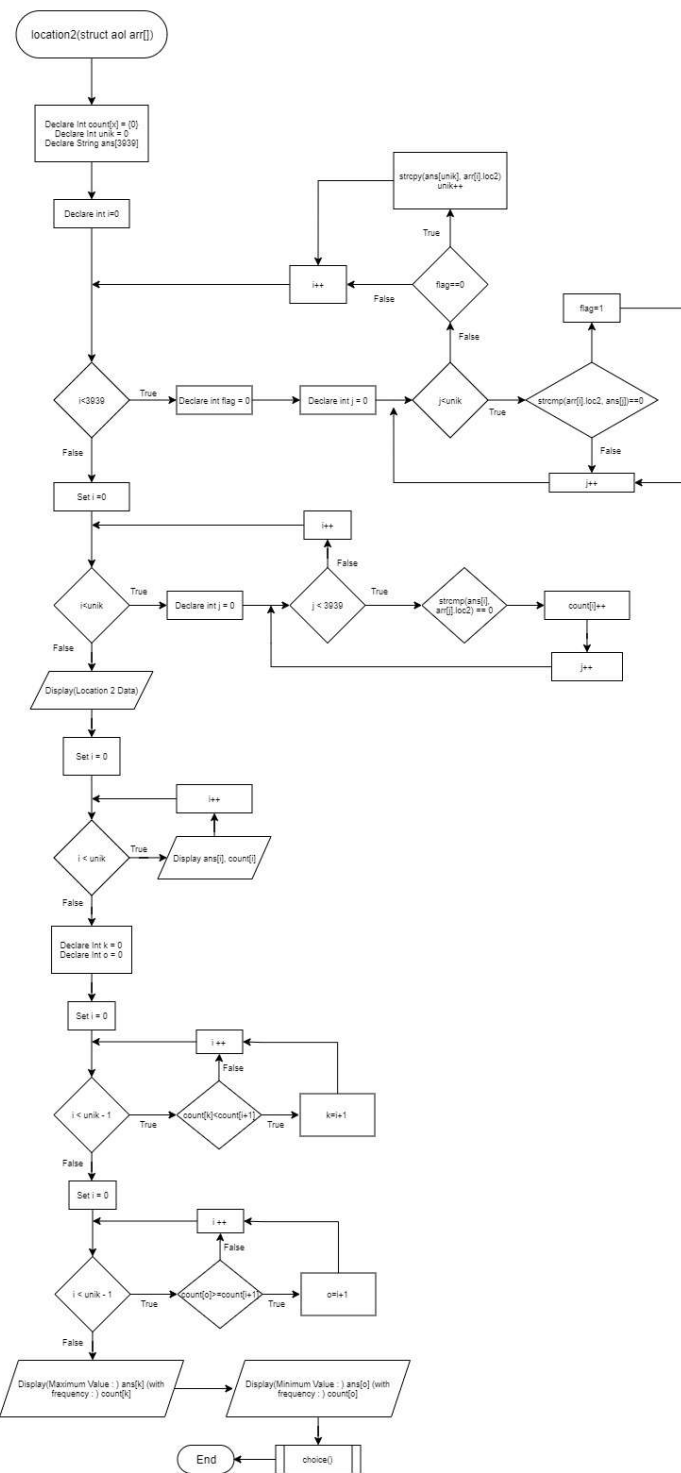 location2(struct aol arr[])
Declare Int count[x] = {0}
Declare Int unik = 0
Declare String ans[3939]
Declare int i=0
strcpy(ans[unik], arr[i].loc2)
unik++
True
i++
flag==0
False
False
flag=1
i<3939
True
Declare int flag = 0
Declare int j = 0
j<unik
True
strcmp(arr[i].loc2, ans[j])==0
False
False
j++
Set i =0
i++
False
i<unik
True
Declare int j = 0
j < 3939
True
strcmp(ans[i],
arr[j].loc2) == 0
count[i]++
False
j++
Display(Location 2 Data)
Set i = 0
i++
i < unik
True
Display ans[i], count[i]
False
Declare Int k = 0
Declare Int o = 0
Set i = 0
i ++
False
i < unik - 1
True
count[k]<count[i+1]
True
k=i+1
False
Set i = 0
i ++
False
i < unik - 1
True
count[o]>=count[i+1]
True
o=i+1
False
Display(Maximum Value : ) ans[k] (with
frequency : ) count[k]
Display(Minimum Value : ) ans[o] (with
frequency : ) count[o]
End
choice()